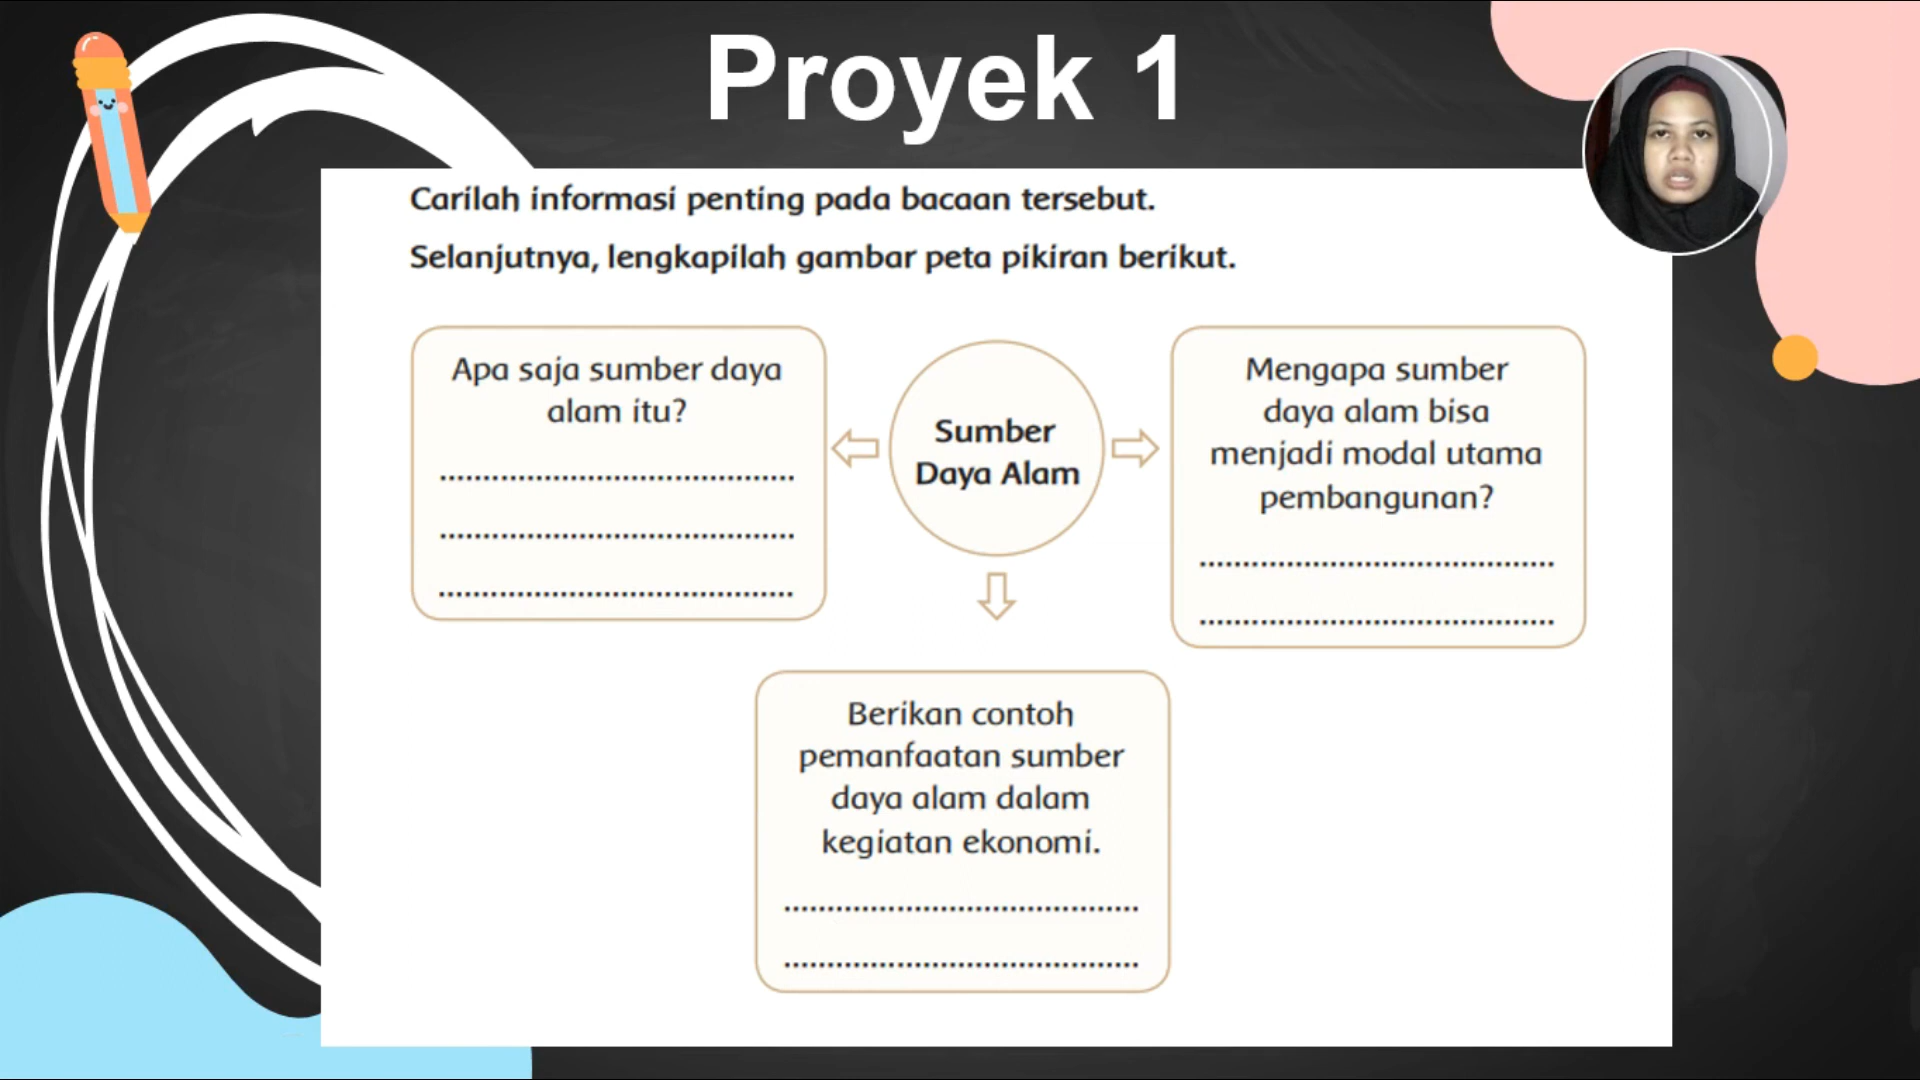 Proyek 1
Carilah informasi penting pada bacaan tersebut.
Selanjutnya, lengkapilah gambar peta pikiran berikut.
Apa saja sumber daya
alam itu?
.........................................
.........................................
.........................................
Sumber
Daya Alam
Mengapa sumber
daya alam bisa
menjadi modal utama
pembangunan?
.........................................
.........................................
Berikan contoh
pemanfaatan sumber
daya alam dalam
kegiatan ekonomi.
.........................................
.........................................